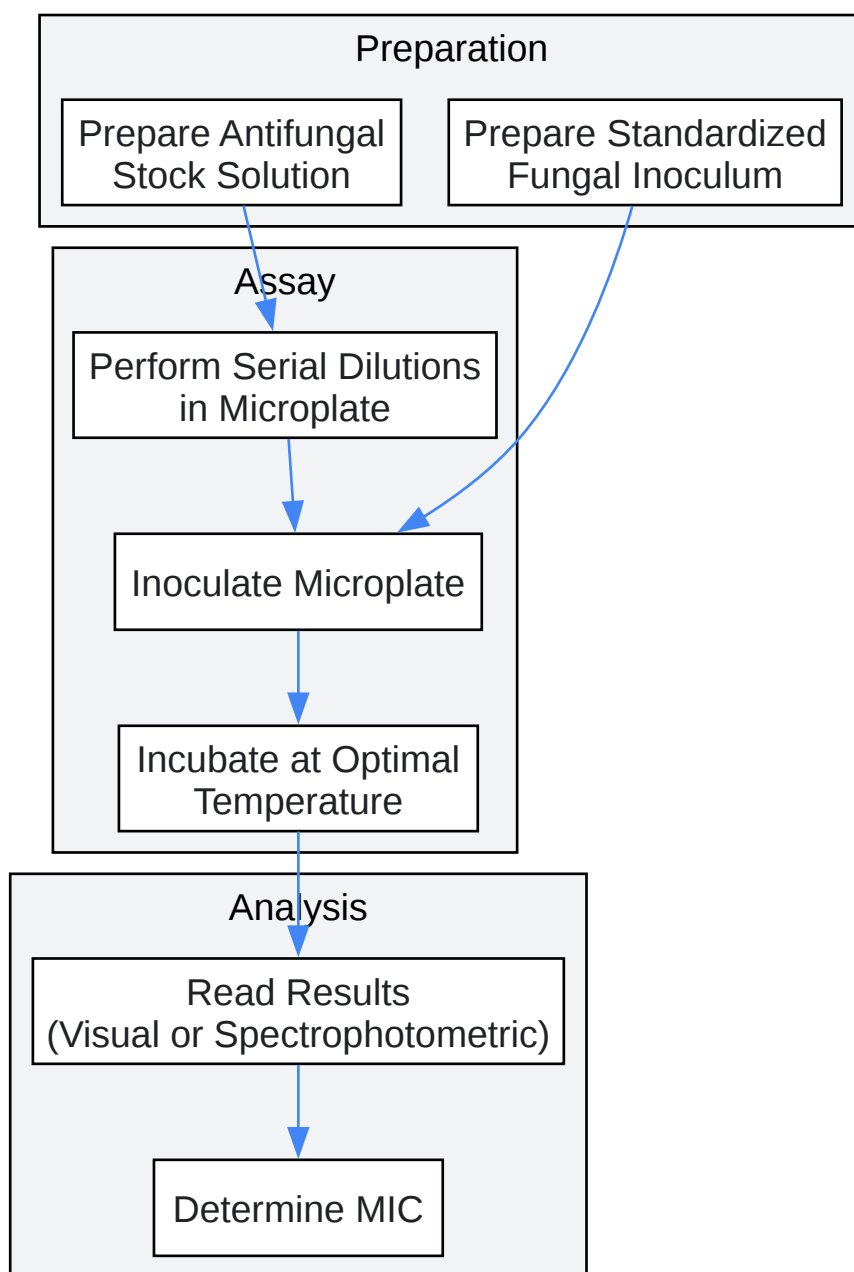 Preparation
Prepare Antifungal
Stock Solution
Prepare Standardized
Fungal Inoculum
Assay
Perform Serial Dilutions
in Microplate
Inoculate Microplate
Incubate at Optimal
Temperature
Analysis
Read Results
(Visual or Spectrophotometric)
Determine MIC